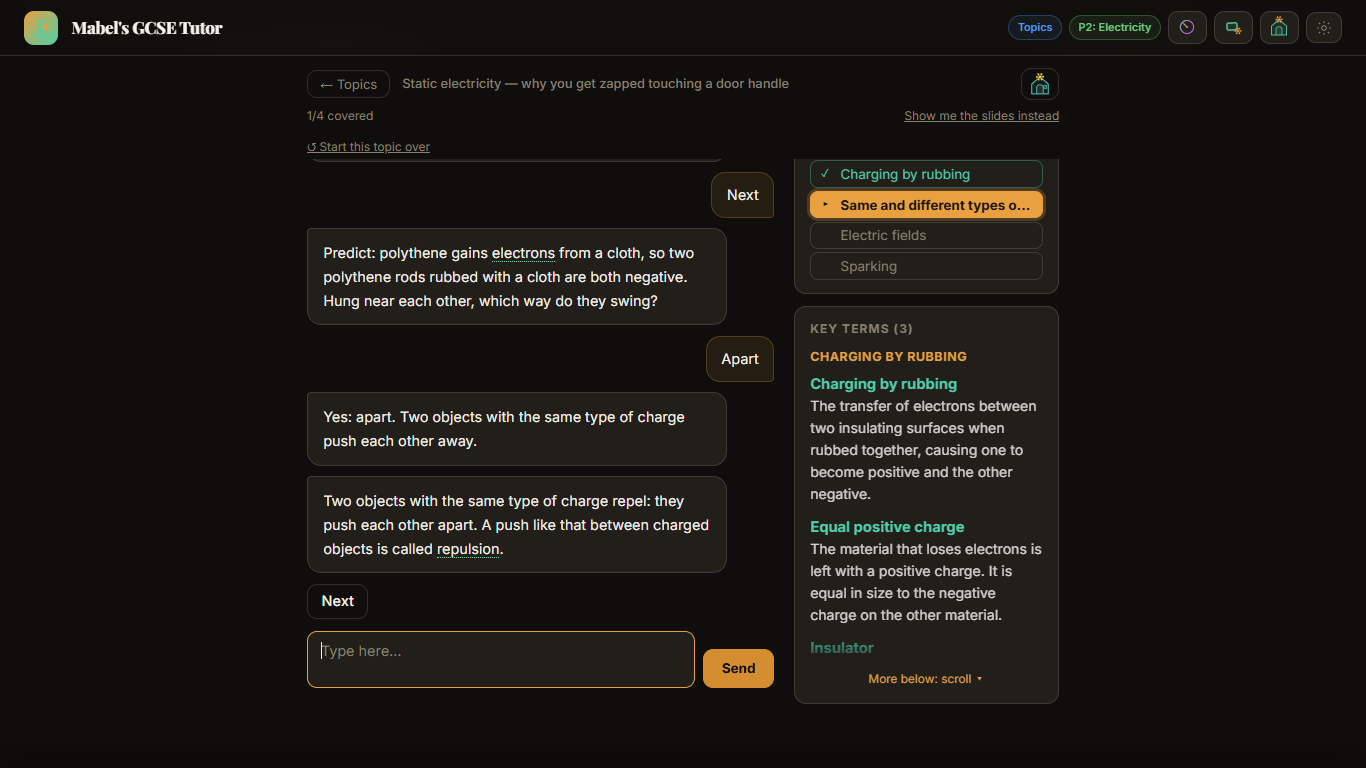 Mabel's GCSE Tutor
Topics
P2: Electricity
← Topics
Static electricity — why you get zapped touching a door handle
1/4 covered
Show me the slides instead
↺ Start this topic over
Next
Predict: polythene gains electrons from a cloth, so two
polythene rods rubbed with a cloth are both negative.
Hung near each other, which way do they swing?
Apart
Yes: apart. Two objects with the same type of charge
push each other away.
Two objects with the same type of charge repel: they
push each other apart. A push like that between charged
objects is called repulsion.
Next
Type here...
Send
✓ Charging by rubbing
▸ Same and different types o...
Electric fields
Sparking
KEY TERMS (3)
CHARGING BY RUBBING
Charging by rubbing
The transfer of electrons between
two insulating surfaces when
rubbed together, causing one to
become positive and the other
negative.
Equal positive charge
The material that loses electrons is
left with a positive charge. It is
equal in size to the negative
charge on the other material.
Insulator
More below: scroll ▾